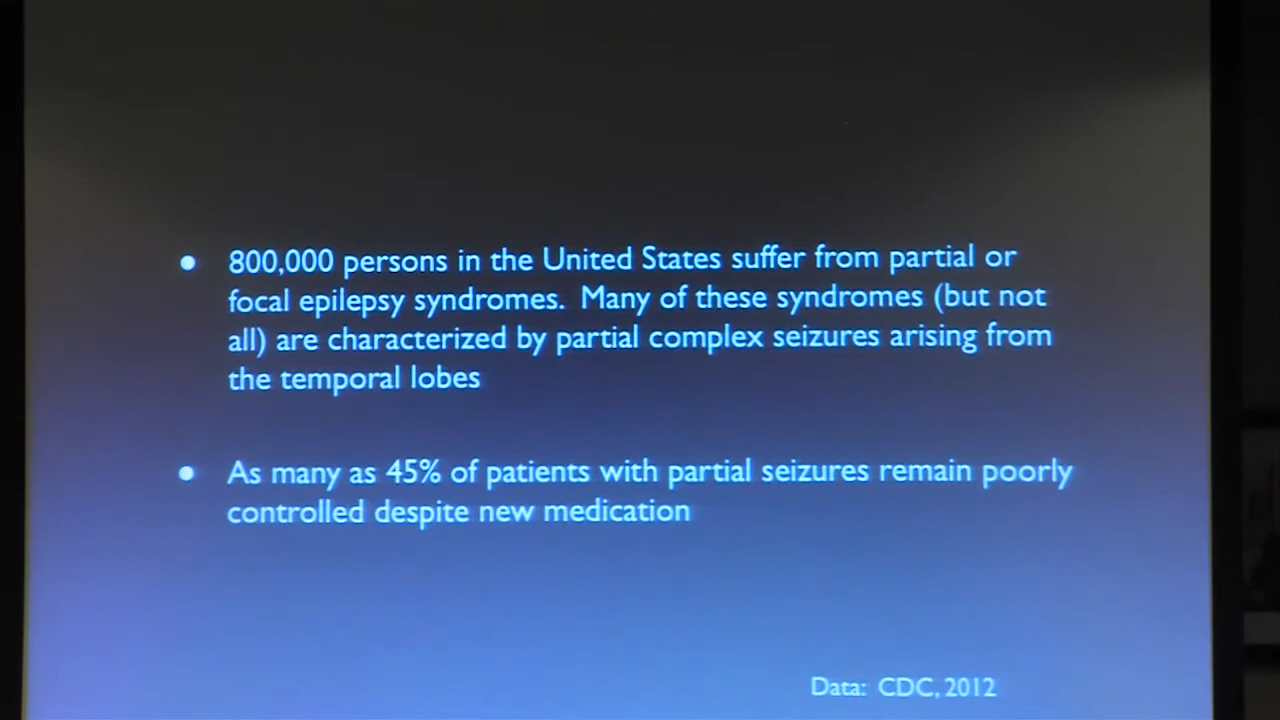 • 800,000 persons in the United States suffer from partial or
focal epilepsy syndromes. Many of these syndromes (but not
all) are characterized by partial complex seizures arising from
the temporal lobes
• As many as 45% of patients with partial seizures remain poorly
controlled despite new medication
Data: CDC, 2012